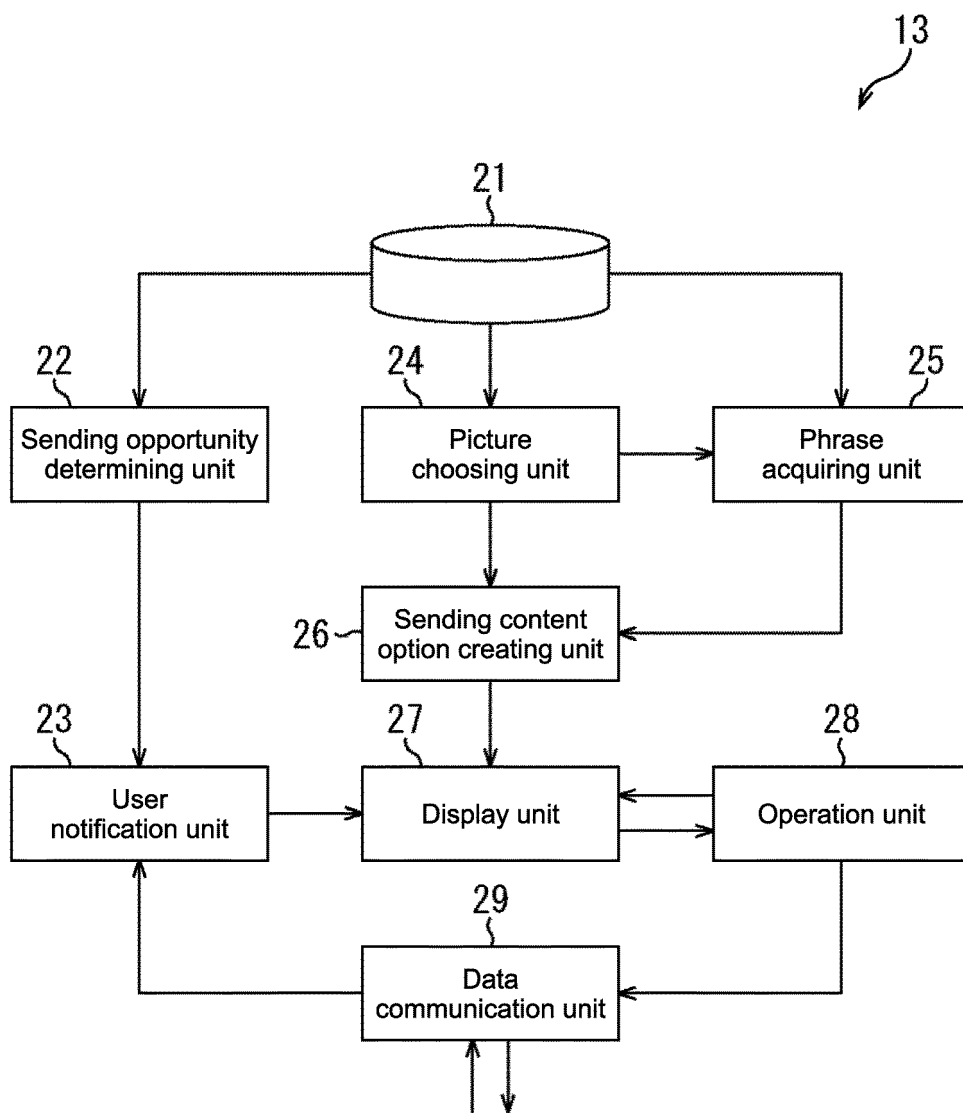 13
21
22
24
25
Sending opportunity
determining unit
Picture
choosing unit
Phrase
acquiring unit
26
Sending content
option creating unit
23
27
28
User
notification unit
Display unit
Operation unit
29
Data
communication unit